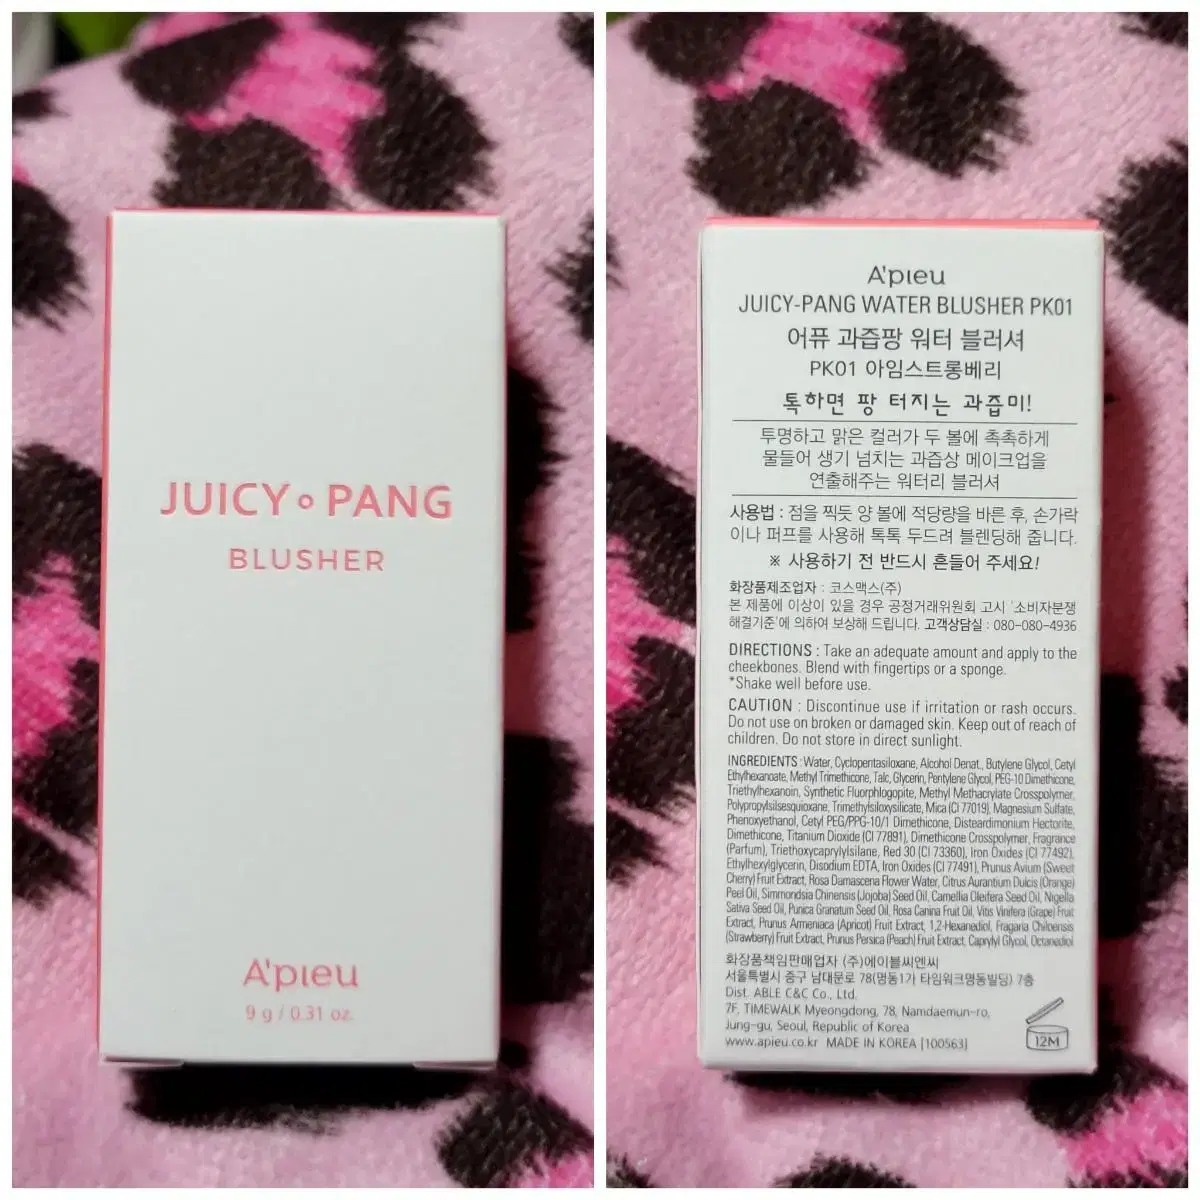 JUICY • PANG
BLUSHER
A'pieu
9 g / 0.31 oz.
A'pieu
JUICY-PANG WATER BLUSHER PK01
어퓨 과즙팡 워터 블러셔
PK01 아임스트롱베리
톡하면 팡 터지는 과즙미!
투명하고 맑은 컬러가 두 볼에 촉촉하게
물들어 생기 넘치는 과즙상 메이크업을
연출해주는 워터리 블러셔
사용법 : 점을 찍듯 양 볼에 적당량을 바른 후, 손가락
이나 퍼프를 사용해 톡톡 두드려 블렌딩해 줍니다.
※ 사용하기 전 반드시 흔들어 주세요!
화장품제조업자 : 코스맥스(주)
본 제품에 이상이 있을 경우 공정거래위원회 고시 '소비자분쟁
해결기준'에 의하여 보상해 드립니다. 고객상담실 : 080-080-4936
DIRECTIONS : Take an adequate amount and apply to the
cheekbones. Blend with fingertips or a sponge.
*Shake well before use.
CAUTION : Discontinue use if irritation or rash occurs.
Do not use on broken or damaged skin. Keep out of reach of
children. Do not store in direct sunlight.
INGREDIENTS : Water, Cyclopentasiloxane, Alcohol Denat., Butylene Glycol, Cetyl
Ethylhexanoate, Methyl Trimethicone, Talc, Glycerin, Pentylene Glycol, PEG-10 Dimethicone,
Triethylhexanoin, Synthetic Fluorphlogopite, Methyl Methacrylate Crosspolymer,
Polypropylsilsesquioxane, Trimethylsiloxysilicate, Mica (CI 77019), Magnesium Sulfate,
Phenoxyethanol, Cetyl PEG/PPG-10/1 Dimethicone, Disteardimonium Hectorite,
Dimethicone, Titanium Dioxide (CI 77891), Dimethicone Crosspolymer, Fragrance
(Parfum), Triethoxycaprylylsilane, Red 30 (CI 73360), Iron Oxides (CI 77492),
Ethylhexylglycerin, Disodium EDTA, Iron Oxides (CI 77491), Prunus Avium (Sweet
Cherry) Fruit Extract, Rosa Damascena Flower Water, Citrus Aurantium Dulcis (Orange)
Peel Oil, Simmondsia Chinensis (Jojoba) Seed Oil, Camellia Oleifera Seed Oil, Nigella
Sativa Seed Oil, Punica Granatum Seed Oil, Rosa Canina Fruit Oil, Vitis Vinifera (Grape) Fruit
Extract, Prunus Armeniaca (Apricot) Fruit Extract, 1,2-Hexanediol, Fragaria Chiloensis
(Strawberry) Fruit Extract, Prunus Persica (Peach) Fruit Extract, Caprylyl Glycol, Octanediol
화장품책임판매업자 (주)에이블씨엔씨
서울특별시 중구 남대문로 78(명동1가 타임워크명동빌딩) 7층
Dist. ABLE C&C Co., Ltd.
7F, TIMEWALK Myeongdong, 78, Namdaemun-ro,
Jung-gu, Seoul, Republic of Korea
www.apieu.co.kr MADE IN KOREA [100563]
12M